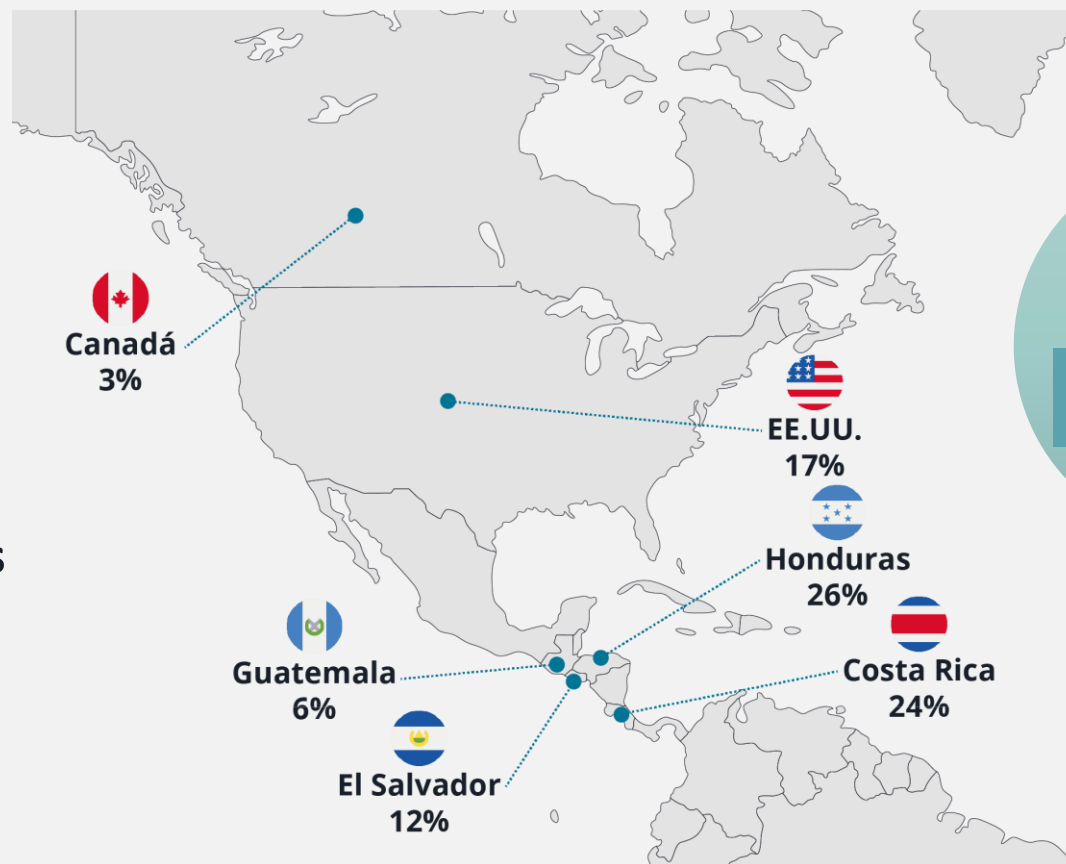 Canadá
3%
EE.UU.
17%
Honduras
26%
Costa Rica
24%
Guatemala
6%
El Salvador
12%